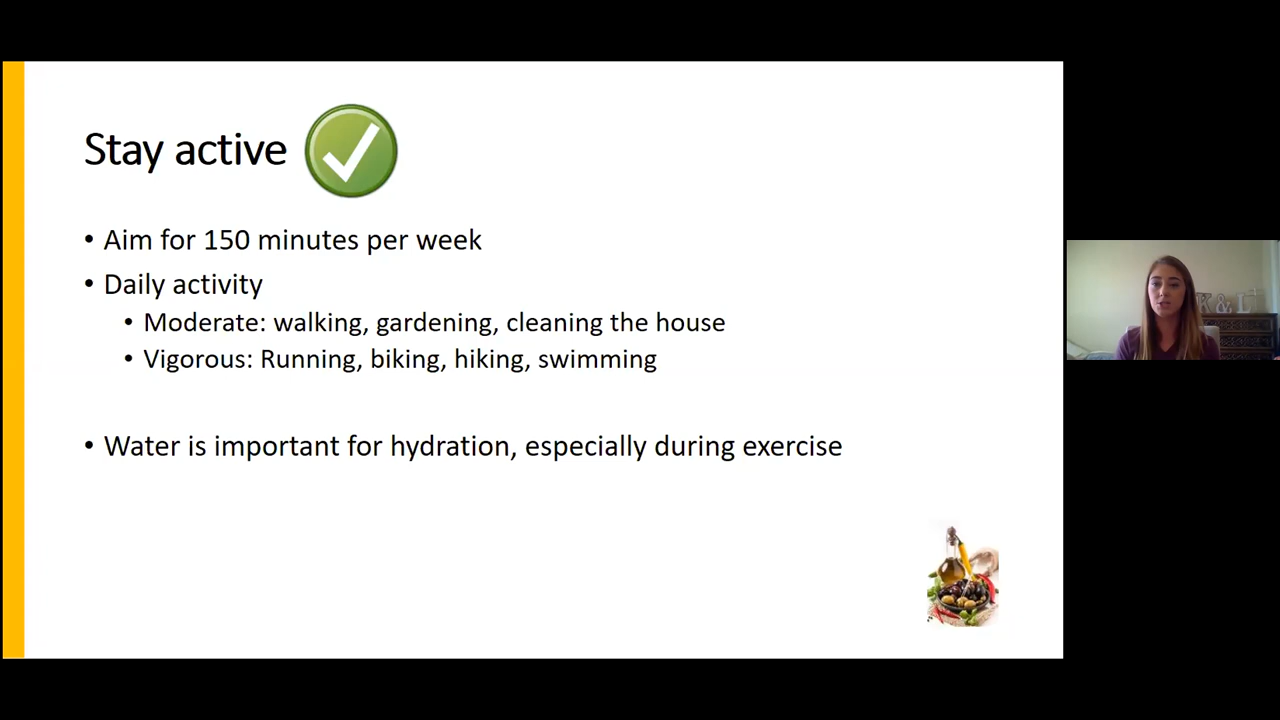 Stay active
• Aim for 150 minutes per week
• Daily activity
• Moderate: walking, gardening, cleaning the house
• Vigorous: Running, biking, hiking, swimming
• Water is important for hydration, especially during exercise
K & L